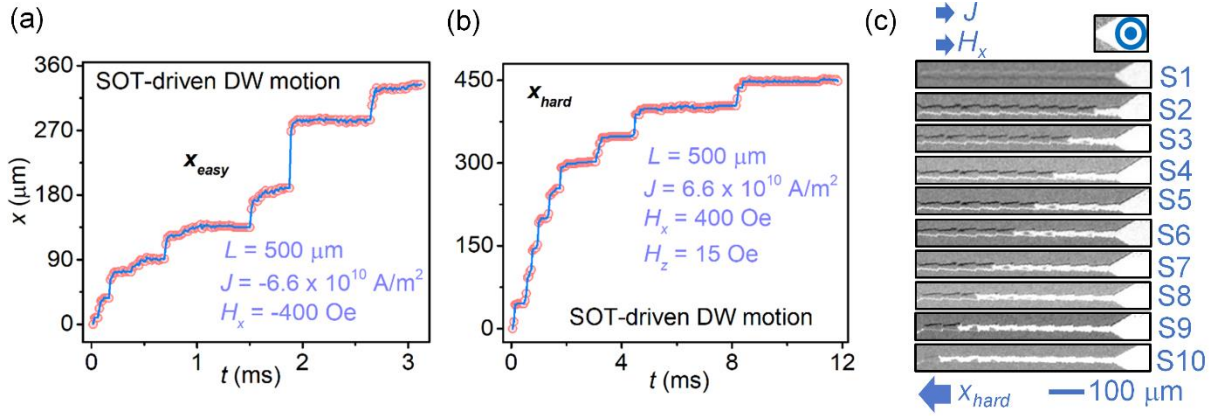 (a)
SOT-driven DW motion
x_easy
L = 500 μm
J = -6.6 x 10^10 A/m^2
H_x = -400 Oe
x (μm)
360
270
180
90
0
0
1
2
3
t (ms)
(b)
x_hard
L = 500 μm
J = 6.6 x 10^10 A/m^2
H_x = 400 Oe
H_z = 15 Oe
SOT-driven DW motion
450
300
150
0
0
4
8
12
t (ms)
(c)
J
H_x
S1
S2
S3
S4
S5
S6
S7
S8
S9
S10
x_hard
100 μm